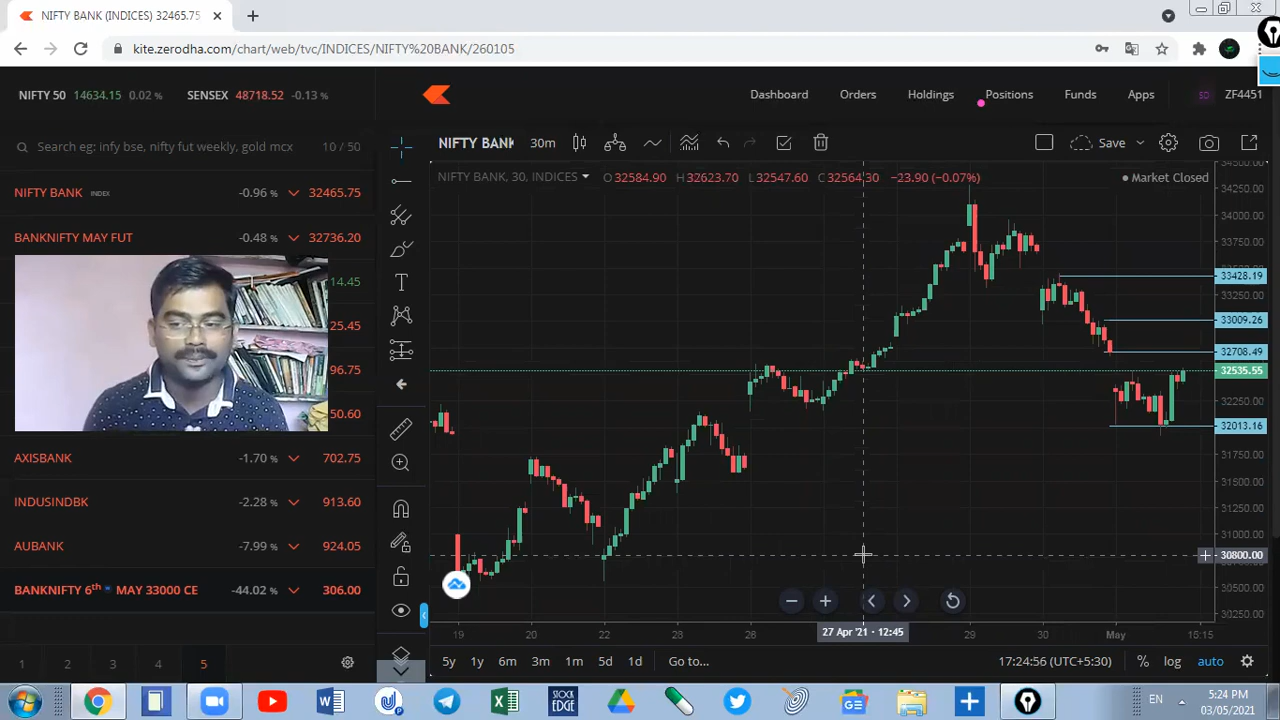 NIFTY BANK (INDICES) 32465.75
kite.zerodha.com/chart/web/tvc/INDICES/NIFTY%20BANK/260105
NIFTY 50 14634.15 0.02 % SENSEX 48718.52 -0.13 %
Dashboard Orders Holdings Positions Funds Apps SD ZF4451
Search eg: infy bse, nifty fut weekly, gold mcx 10 / 50
NIFTY BANK INDEX -0.96 % 32465.75
BANKNIFTY MAY FUT -0.48 % 32736.20
14.45
25.45
96.75
50.60
AXISBANK -1.70 % 702.75
INDUSINDBK -2.28 % 913.60
AUBANK -7.99 % 924.05
BANKNIFTY 6th MAY 33000 CE -44.02 % 306.00
1 2 3 4 5
NIFTY BANK 30m Save
NIFTY BANK, 30, INDICES O32584.90 H32623.70 L32547.60 C32564.30 −23.90 (−0.07%)
Market Closed
34250.00
34000.00
33750.00
33428.19
33250.00
33009.26
32708.49
32535.55
32250.00
32013.16
31750.00
31500.00
31250.00
31000.00
30800.00
30500.00
30250.00
19 20 22 28 26 27 Apr '21 - 12:45 29 30 May 15:15
5y 1y 6m 3m 1m 5d 1d Go to... 17:24:56 (UTC+5:30) % log auto
STOCK EDGE
EN
5:24 PM
03/05/2021